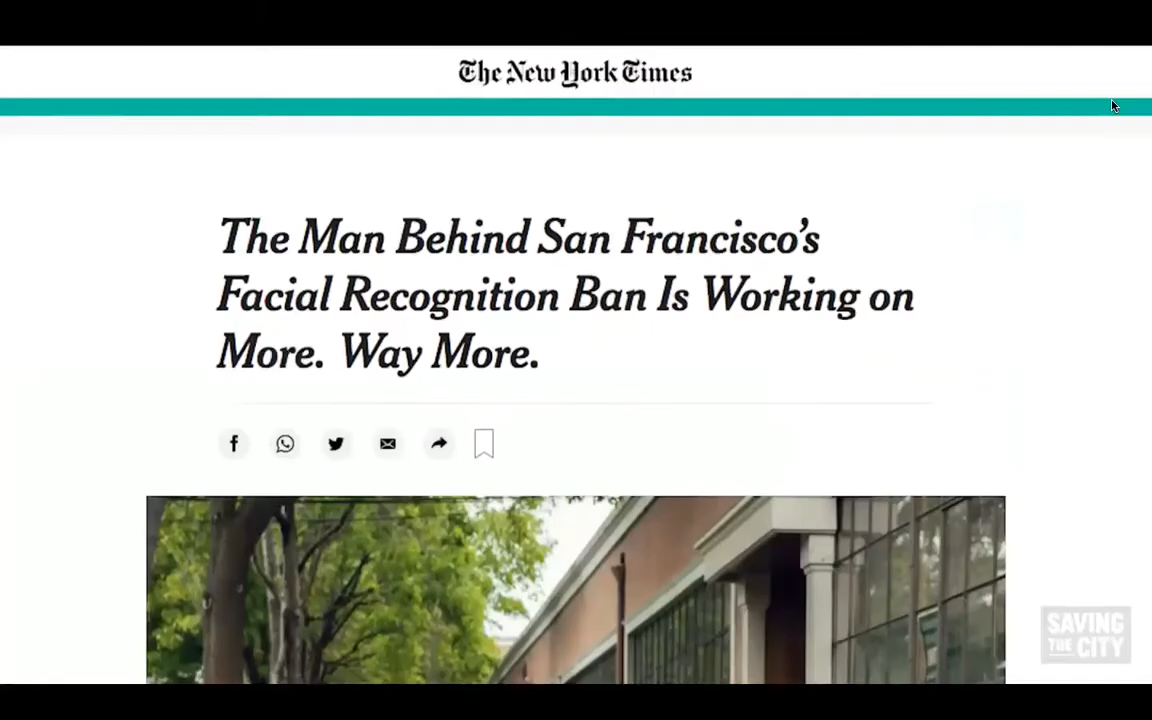 The New York Times
The Man Behind San Francisco’s
Facial Recognition Ban Is Working on
More. Way More.
SAVING
THE CITY